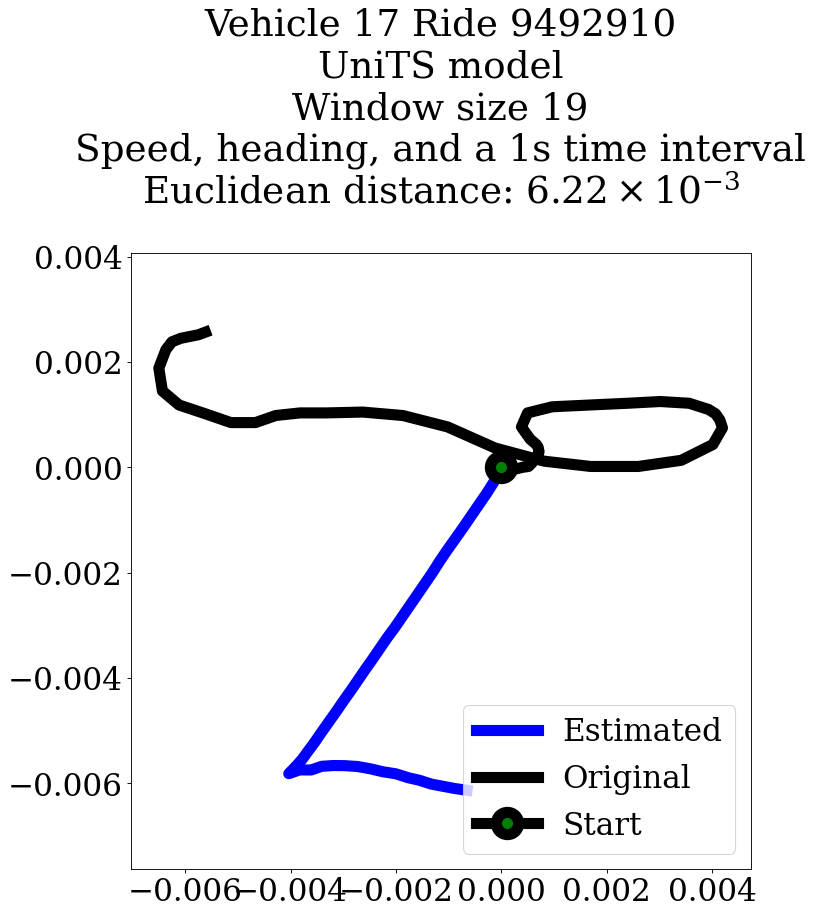 Vehicle 17 Ride 9492910
UniTS model
Window size 19
Speed, heading, and a 1s time interval
Euclidean distance: 6.22 × 10⁻³
0.004
0.002
0.000
−0.002
−0.004
−0.006
Estimated
Original
Start
−0.006 −0.004 −0.002 0.000 0.002 0.004